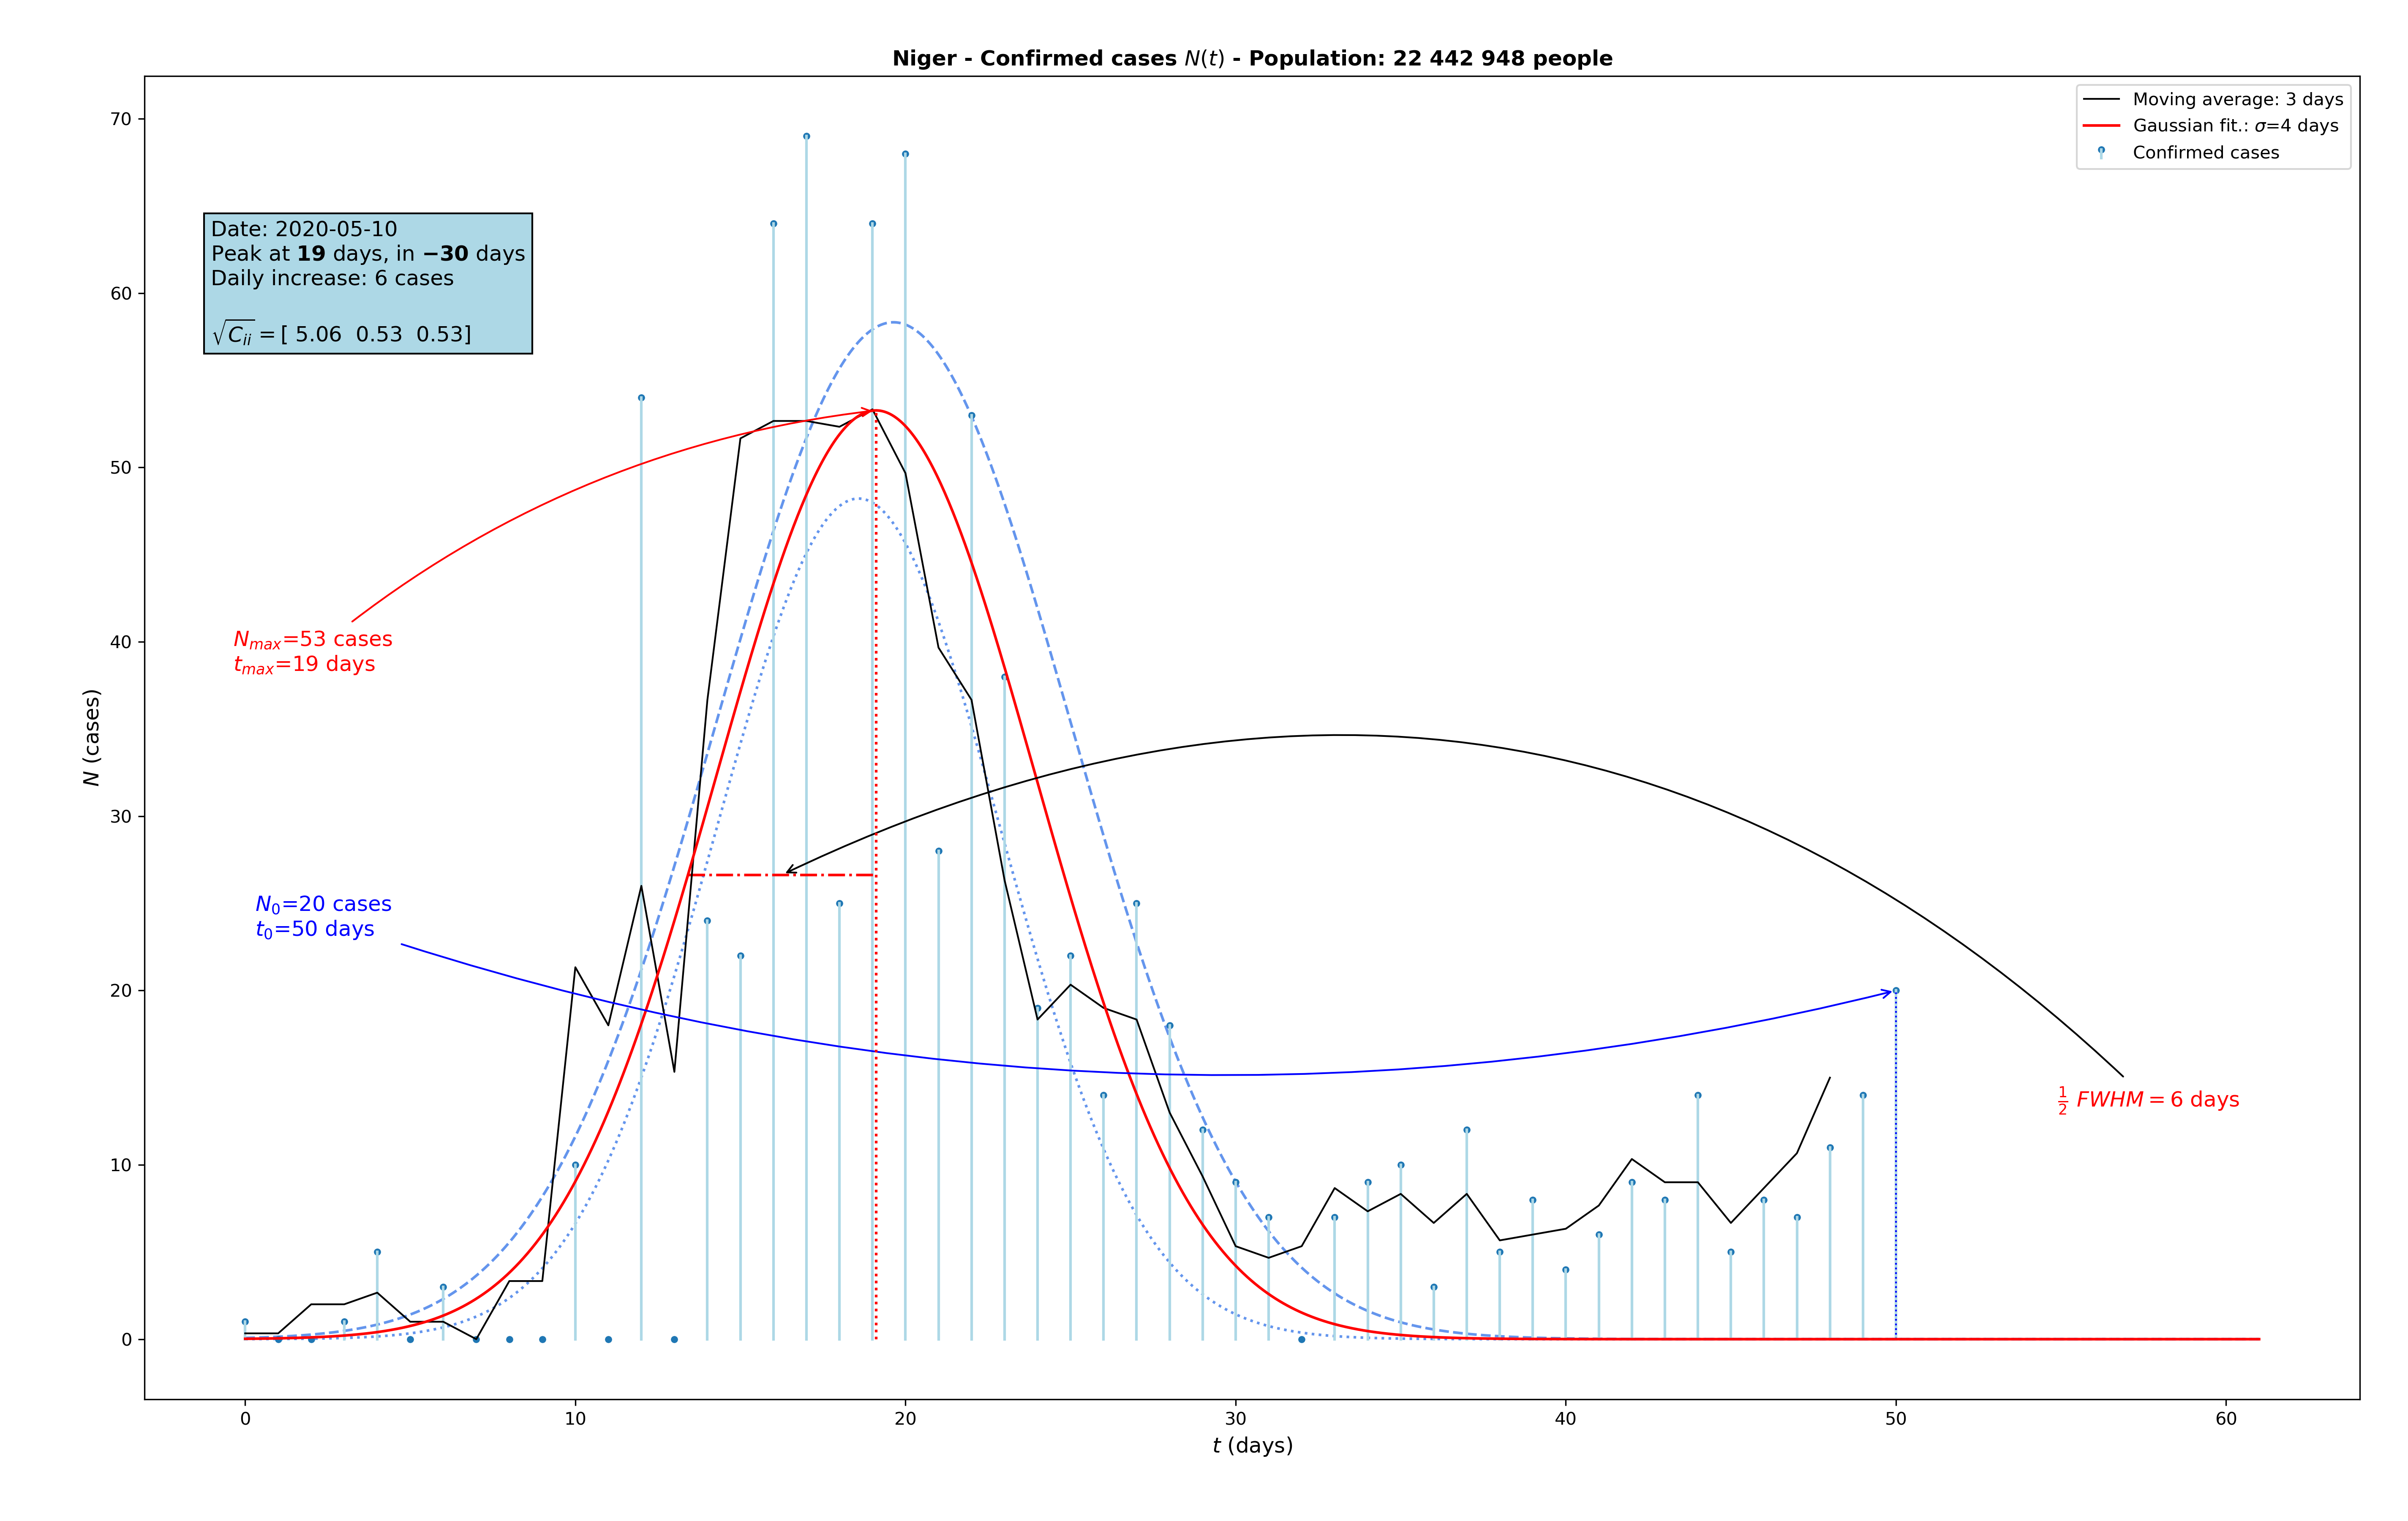 Niger - Confirmed cases N(t) - Population: 22 442 948 people
Moving average: 3 days
Gaussian fit.: σ=4 days
Confirmed cases
Date: 2020-05-10
Peak at 19 days, in −30 days
Daily increase: 6 cases
√C_ii = [ 5.06 0.53 0.53]
N_max=53 cases
t_max=19 days
N_0=20 cases
t_0=50 days
1/2 FWHM = 6 days
N (cases)
70
60
50
40
30
20
10
0
0 10 20 30 40 50 60
t (days)